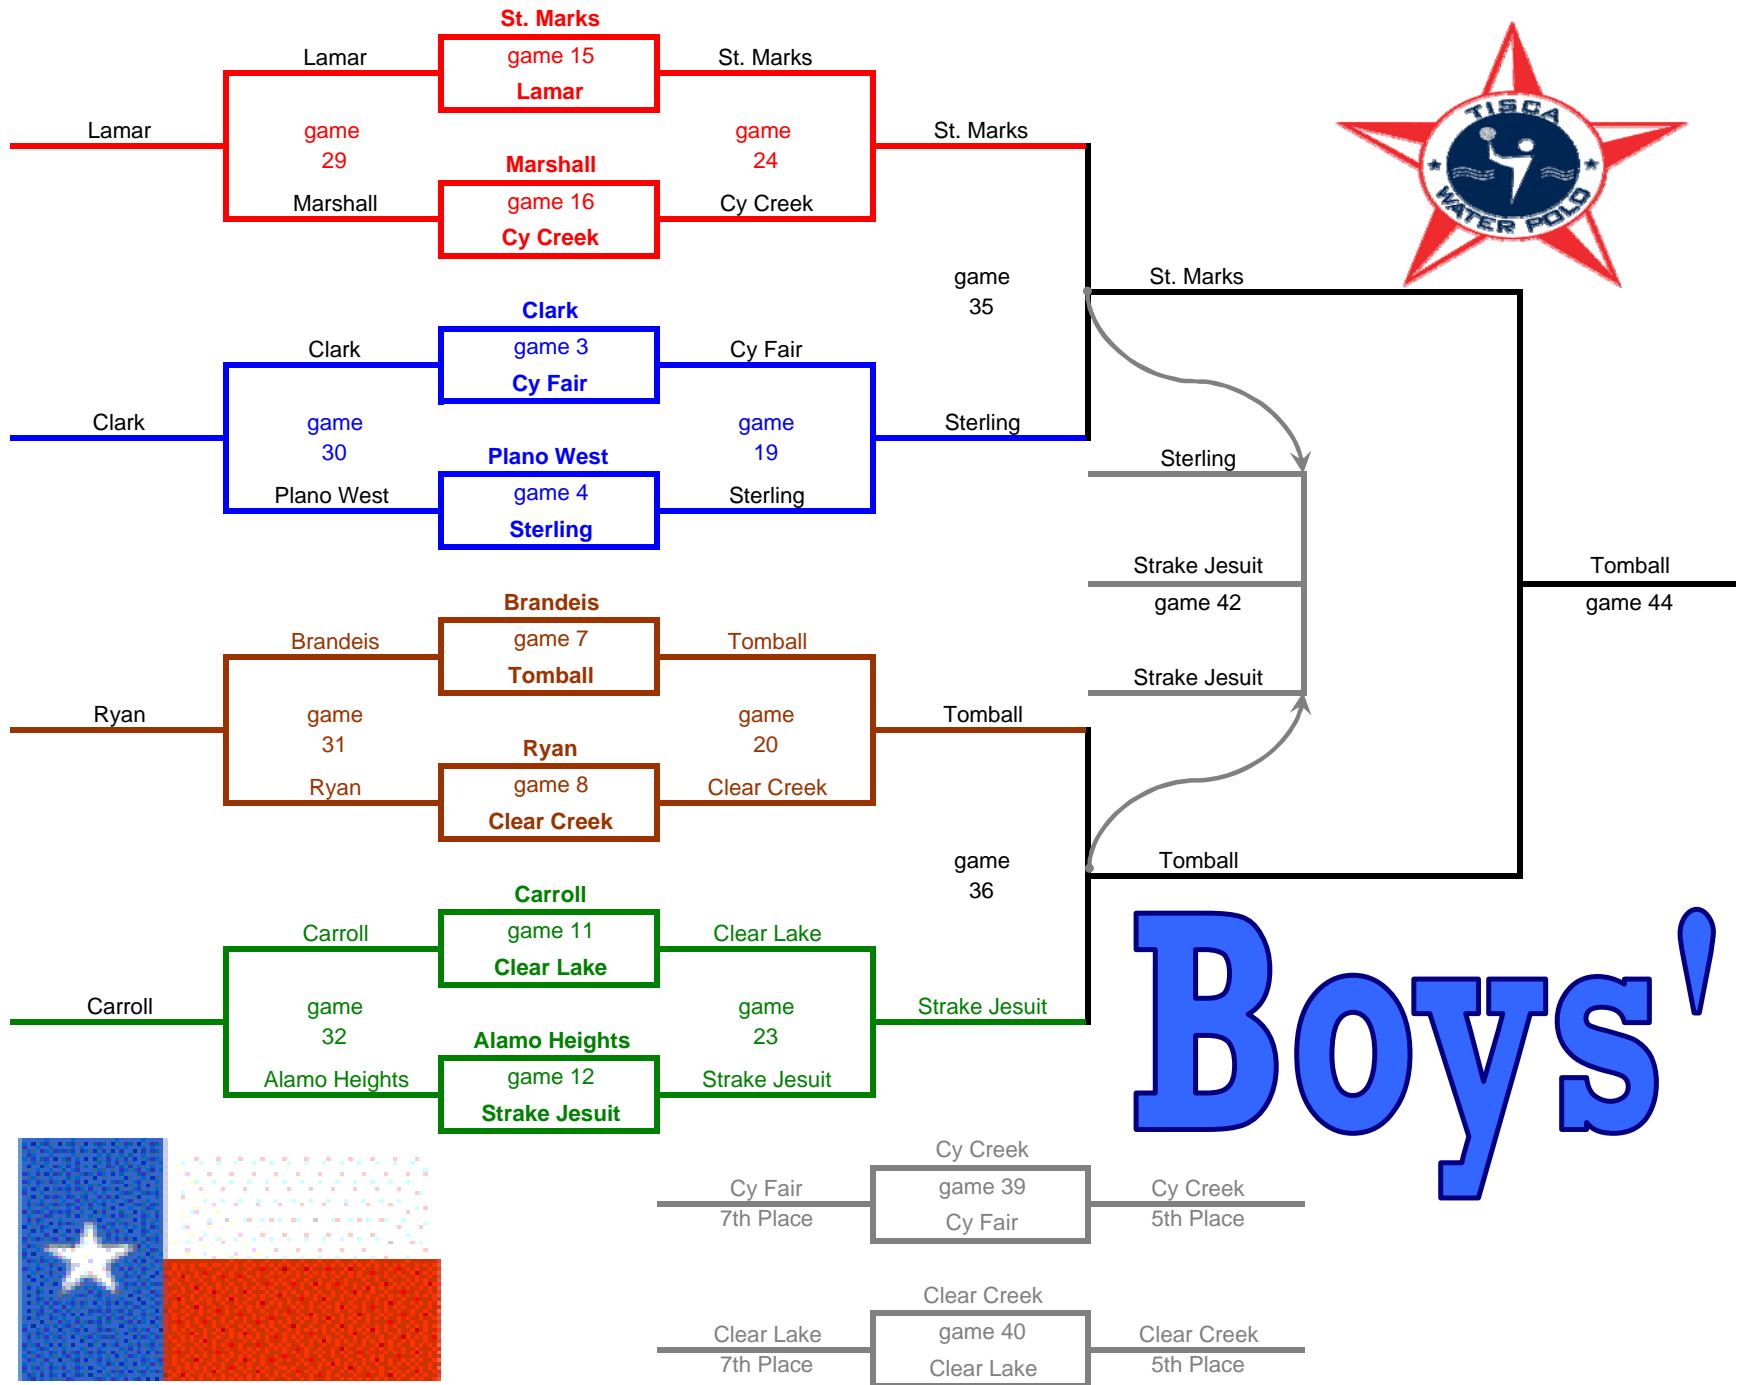 St. Marks
Lamar
game 15
St. Marks
Lamar
Lamar
game
29
game
24
St. Marks
Marshall
Marshall
game 16
Cy Creek
Cy Creek
game
35
St. Marks
Clark
Clark
game 3
Cy Fair
Cy Fair
Clark
game
30
game
19
Sterling
Plano West
Sterling
Plano West
game 4
Sterling
Sterling
Strake Jesuit
game 42
Tomball
game 44
Brandeis
Brandeis
game 7
Tomball
Tomball
Strake Jesuit
Ryan
game
31
game
20
Tomball
Ryan
Ryan
game 8
Clear Creek
Clear Creek
game
36
Tomball
Carroll
Carroll
game 11
Clear Lake
Clear Lake
Carroll
game
32
game
23
Strake Jesuit
Alamo Heights
Alamo Heights
game 12
Strake Jesuit
Strake Jesuit
Cy Creek
Cy Fair
7th Place
game 39
Cy Fair
Cy Creek
5th Place
Clear Creek
Clear Lake
7th Place
game 40
Clear Lake
Clear Creek
5th Place
TISCA
WATER POLO
Boys'